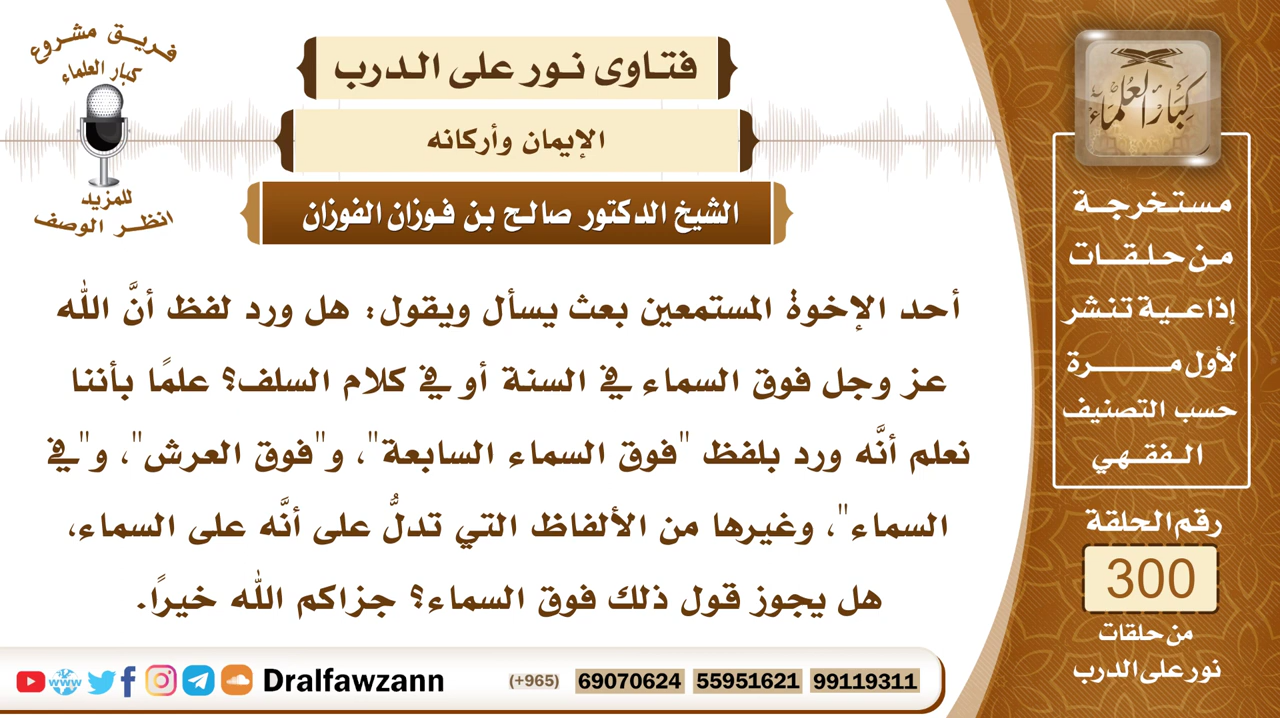 فريق مشروع
كبار العلماء
للمزيد
انظر الوصف
فتاوى نور على الدرب
الإيمان وأركانه
الشيخ الدكتور صالح بن فوزان الفوزان
أحد الإخوة المستمعين بعث يسأل ويقول: هل ورد لفظ أنَّ الله
عز وجل فوق السماء في السنة أو في كلام السلف؟ علمًا بأننا
نعلم أنَّه ورد بلفظ "فوق السماء السابعة"، و"فوق العرش"، و"في
السماء"، وغيرها من الألفاظ التي تدلُّ على أنَّه على السماء،
هل يجوز قول ذلك فوق السماء؟ جزاكم الله خيرًا.
كبار العلماء
مستخرجة
من حلقات
إذاعية تنشر
لأول مرة
حسب التصنيف
الفقهي
رقم الحلقة
300
من حلقات
نور على الدرب
www Dralfawzann (+965) 69070624 55951621 99119311